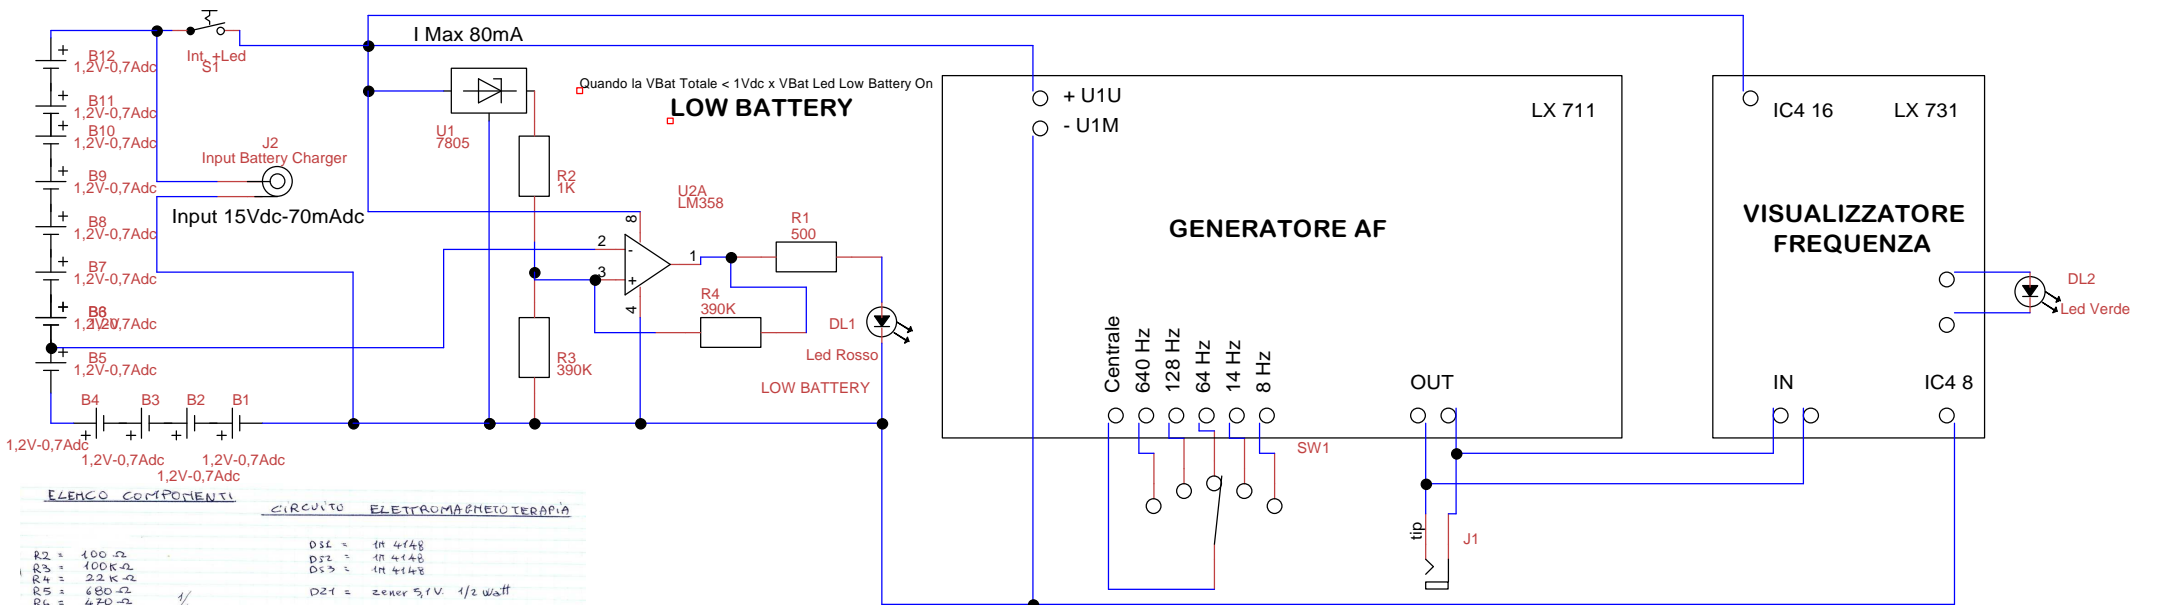 I Max 80mA
B12
1,2V-0,7Adc
Int. +Led
S1
Quando la VBat Totale < 1Vdc x VBat Led Low Battery On
LOW BATTERY
B11
1,2V-0,7Adc
B10
1,2V-0,7Adc
U1
7805
J2
Input Battery Charger
B9
1,2V-0,7Adc
R2
1K
U2A
LM358
Input 15Vdc-70mAdc
B8
1,2V-0,7Adc
8
2
-
1
3
+
4
R1
500
B7
1,2V-0,7Adc
R4
390K
B6
1,2V-0,7Adc
DL1
Led Rosso
LOW BATTERY
B5
1,2V-0,7Adc
R3
390K
B4
B3
B2
B1
1,2V-0,7Adc
1,2V-0,7Adc
1,2V-0,7Adc
1,2V-0,7Adc
+ U1U
- U1M
LX 711
GENERATORE AF
Centrale
640 Hz
128 Hz
64 Hz
14 Hz
8 Hz
OUT
SW1
tip
J1
IC4 16
LX 731
VISUALIZZATORE
FREQUENZA
DL2
Led Verde
IN
IC4 8
ELENCO COMPONENTI
CIRCUITO ELETTROMAGNETOTERAPIA
R2 = 100 Ω
R3 = 100K Ω
R4 = 22K Ω
R5 = 680 Ω
R6 = 470 Ω
DS1 = 1N 4148
DS2 = 1N 4148
DS3 = 1N 4148
DZ1 = zener 5,1V. 1/2 Watt